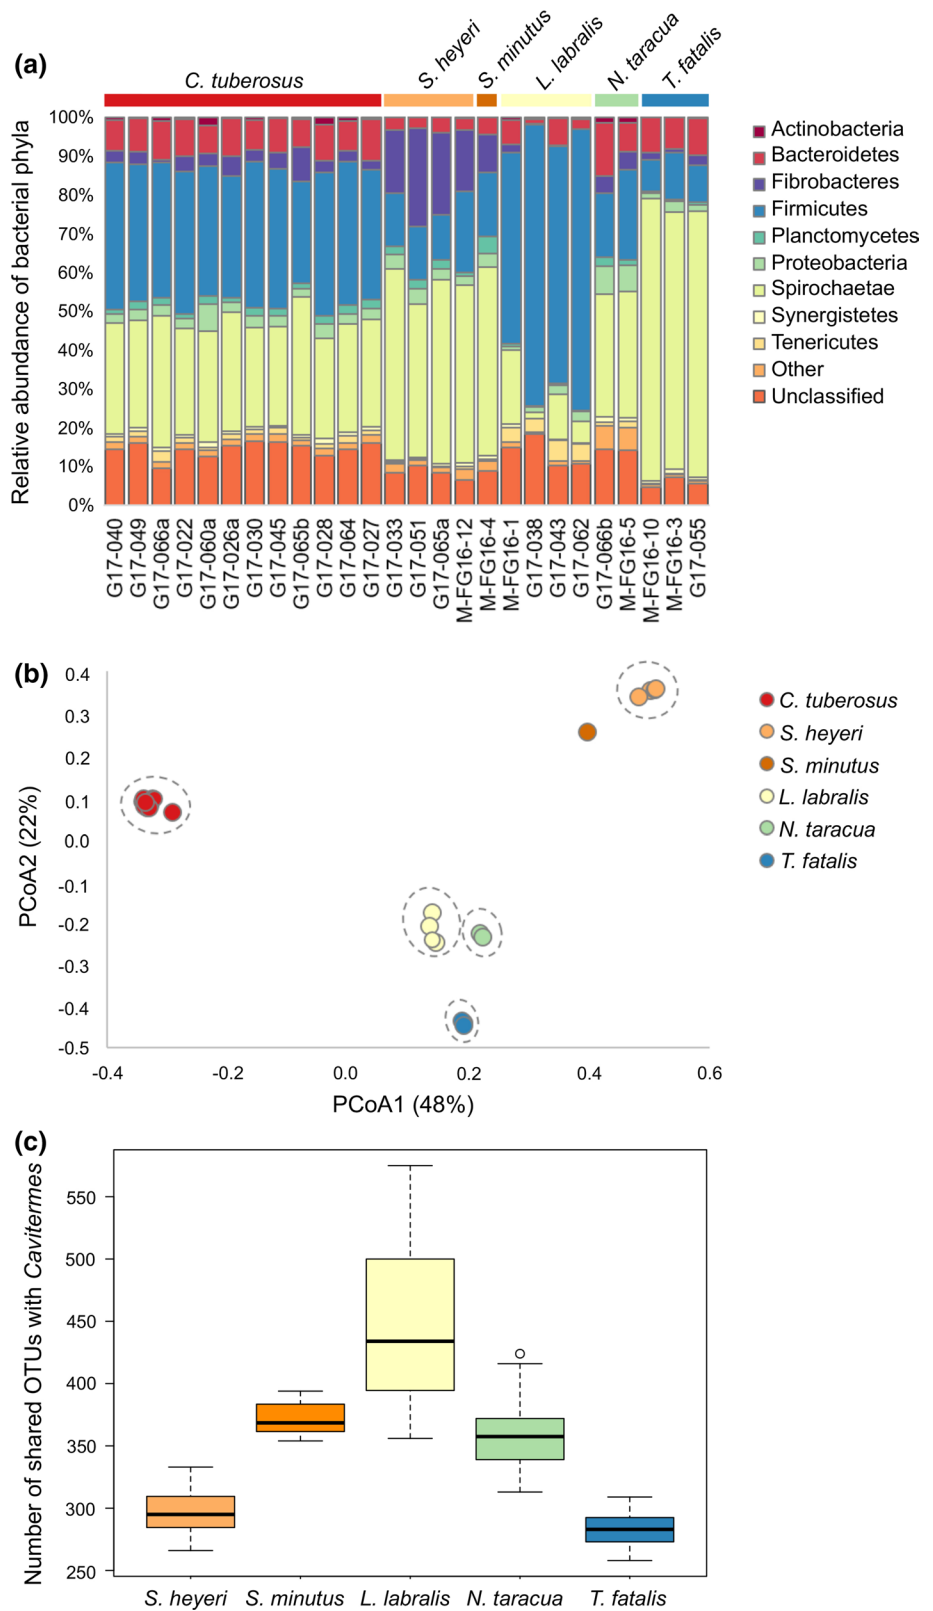 (a)
C. tuberosus
S. heyeri
S. minutus
L. labralis
N. taracua
T. fatalis
Relative abundance of bacterial phyla
100%
90%
80%
70%
60%
50%
40%
30%
20%
10%
0%
Actinobacteria
Bacteroidetes
Fibrobacteres
Firmicutes
Planctomycetes
Proteobacteria
Spirochaetae
Synergistetes
Tenericutes
Other
Unclassified
G17-040
G17-049
G17-066a
G17-022
G17-060a
G17-026a
G17-030
G17-045
G17-065b
G17-028
G17-064
G17-027
G17-033
G17-051
G17-065a
M-FG16-12
M-FG16-4
M-FG16-1
G17-038
G17-043
G17-062
G17-066b
M-FG16-5
M-FG16-10
M-FG16-3
G17-055
(b)
PCoA2 (22%)
0.4
0.3
0.2
0.1
0.0
-0.1
-0.2
-0.3
-0.4
-0.5
-0.4
-0.2
0.0
0.2
0.4
0.6
PCoA1 (48%)
C. tuberosus
S. heyeri
S. minutus
L. labralis
N. taracua
T. fatalis
(c)
Number of shared OTUs with Cavitermes
550
500
450
400
350
300
250
S. heyeri
S. minutus
L. labralis
N. taracua
T. fatalis